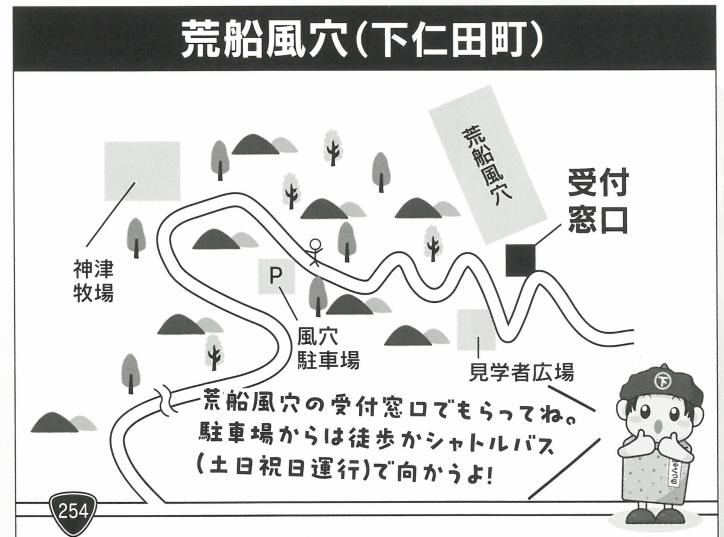 荒船風穴(下仁田町)
荒船風穴
受付
窓口
神津
牧場
P
風穴
駐車場
見学者広場
荒船風穴の受付窓口でもらってね。
駐車場からは徒歩かシャトルバス
(土日祝日運行)で向かうよ!
下
254